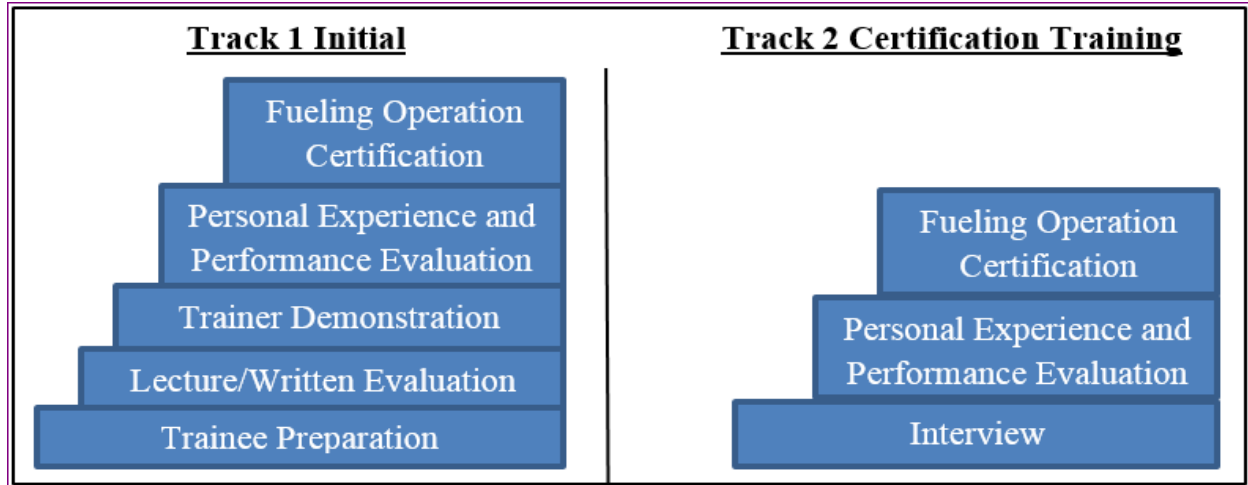 Track 1 Initial
Fueling Operation
Certification
Personal Experience and
Performance Evaluation
Trainer Demonstration
Lecture/Written Evaluation
Trainee Preparation
Track 2 Certification Training
Fueling Operation
Certification
Personal Experience and
Performance Evaluation
Interview